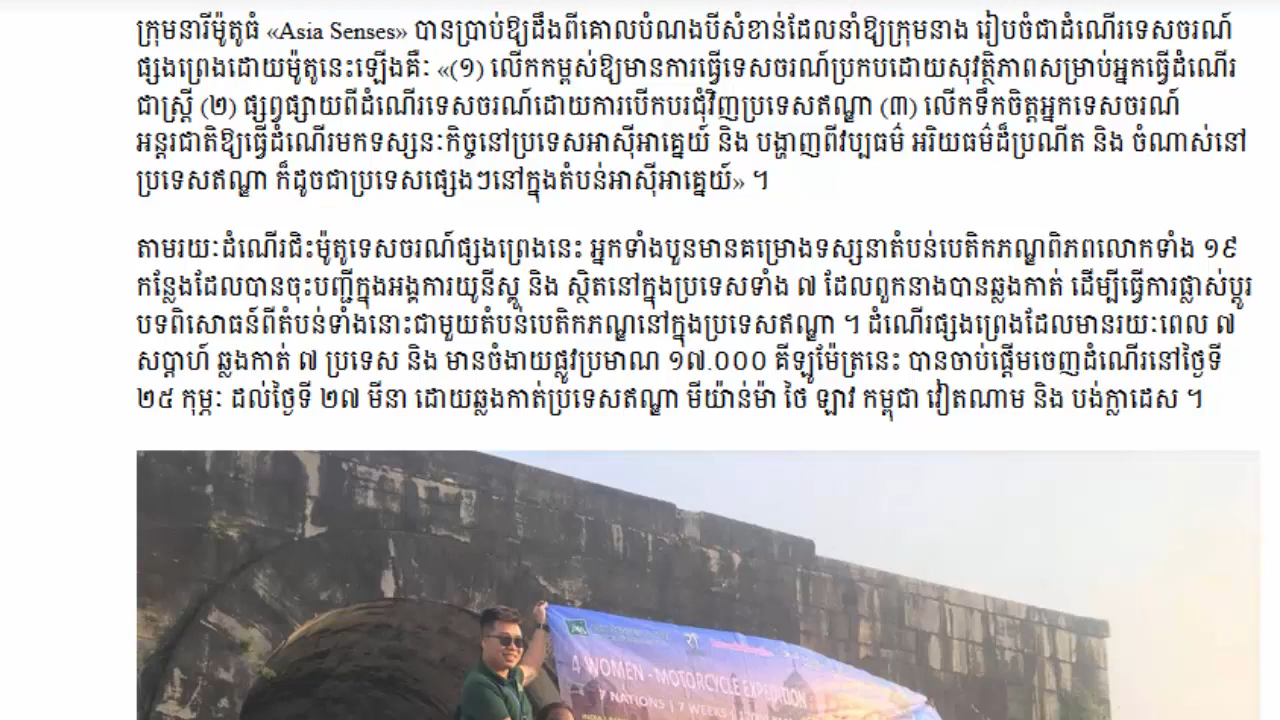 ក្រុមនារីម៉ូតូធំ «Asia Senses» បានប្រាប់ឱ្យដឹងពីគោលបំណងបីសំខាន់ដែលនាំឱ្យក្រុមនាង រៀបចំជាដំណើរទេសចរណ៍
ផ្សងព្រេងដោយម៉ូតូនេះឡើងគឺៈ «(១) លើកកម្ពស់ឱ្យមានការធ្វើទេសចរណ៍ប្រកបដោយសុវត្ថិភាពសម្រាប់អ្នកធ្វើដំណើរ
ជាស្ត្រី (២) ផ្សព្វផ្សាយពីដំណើរទេសចរណ៍ដោយការបើកបរជុំវិញប្រទេសឥណ្ឌា (៣) លើកទឹកចិត្តអ្នកទេសចរណ៍
អន្តរជាតិឱ្យធ្វើដំណើរមកទស្សនៈកិច្ចនៅប្រទេសអាស៊ីអាគ្នេយ៍ និង បង្ហាញពីវប្បធម៌ អរិយធម៌ដ៏ប្រណីត និង ចំណាស់នៅ
ប្រទេសឥណ្ឌា ក៏ដូចជាប្រទេសផ្សេងៗនៅក្នុងតំបន់អាស៊ីអាគ្នេយ៍» ។
តាមរយៈដំណើរជិះម៉ូតូទេសចរណ៍ផ្សងព្រេងនេះ អ្នកទាំងបួនមានគម្រោងទស្សនាតំបន់បេតិកភណ្ឌពិភពលោកទាំង ១៩
កន្លែងដែលបានចុះបញ្ជីក្នុងអង្គការយូនីស្កូ និង ស្ថិតនៅក្នុងប្រទេសទាំង ៧ ដែលពួកនាងបានឆ្លងកាត់ ដើម្បីធ្វើការផ្លាស់ប្តូរ
បទពិសោធន៍ពីតំបន់ទាំងនោះជាមួយតំបន់បេតិកភណ្ឌនៅក្នុងប្រទេសឥណ្ឌា ។ ដំណើរផ្សងព្រេងដែលមានរយៈពេល ៧
សប្តាហ៍ ឆ្លងកាត់ ៧ ប្រទេស និង មានចំងាយផ្លូវប្រមាណ ១៧.០០០ គីឡូម៉ែត្រនេះ បានចាប់ផ្តើមចេញដំណើរនៅថ្ងៃទី
២៥ កុម្ភៈ ដល់ថ្ងៃទី ២៧ មីនា ដោយឆ្លងកាត់ប្រទេសឥណ្ឌា មីយ៉ាន់ម៉ា ថៃ ឡាវ កម្ពុជា វៀតណាម និង បង់ក្លាដេស ។
4 WOMEN - MOTORCYCLE EXPEDITION
7 NATIONS | 7 WEEKS |